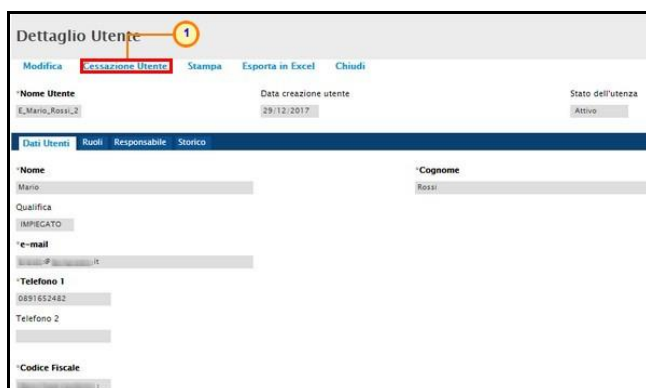 Dettaglio Utente
1
Modifica Cessazione Utente Stampa Esporta in Excel Chiudi
*Nome Utente Data creazione utente Stato dell'utenza
E_Mario_Rossi_2 29/12/2017 Attivo
Dati Utenti Ruoli Responsabile Storico
*Nome *Cognome
Mario Rossi
Qualifica
IMPIEGATO
*e-mail
it
*Telefono 1
0891652482
Telefono 2
*Codice Fiscale